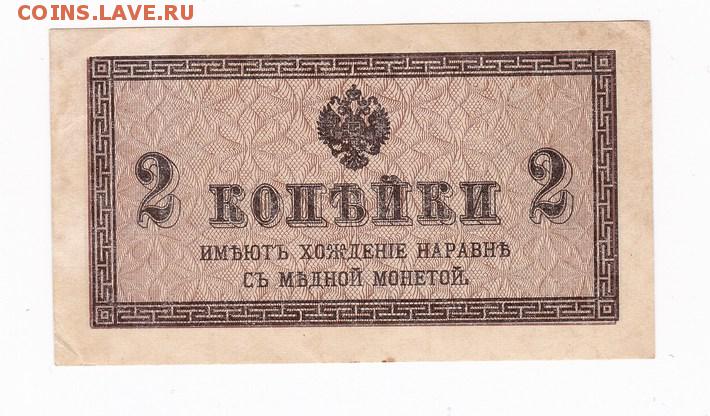 COINS.LAVE.RU
2 КОПѢЙКИ 2
ИМѢЮТЪ ХОЖДЕНІЕ НАРАВНѢ
СЪ МѢДНОЙ МОНЕТОЙ.